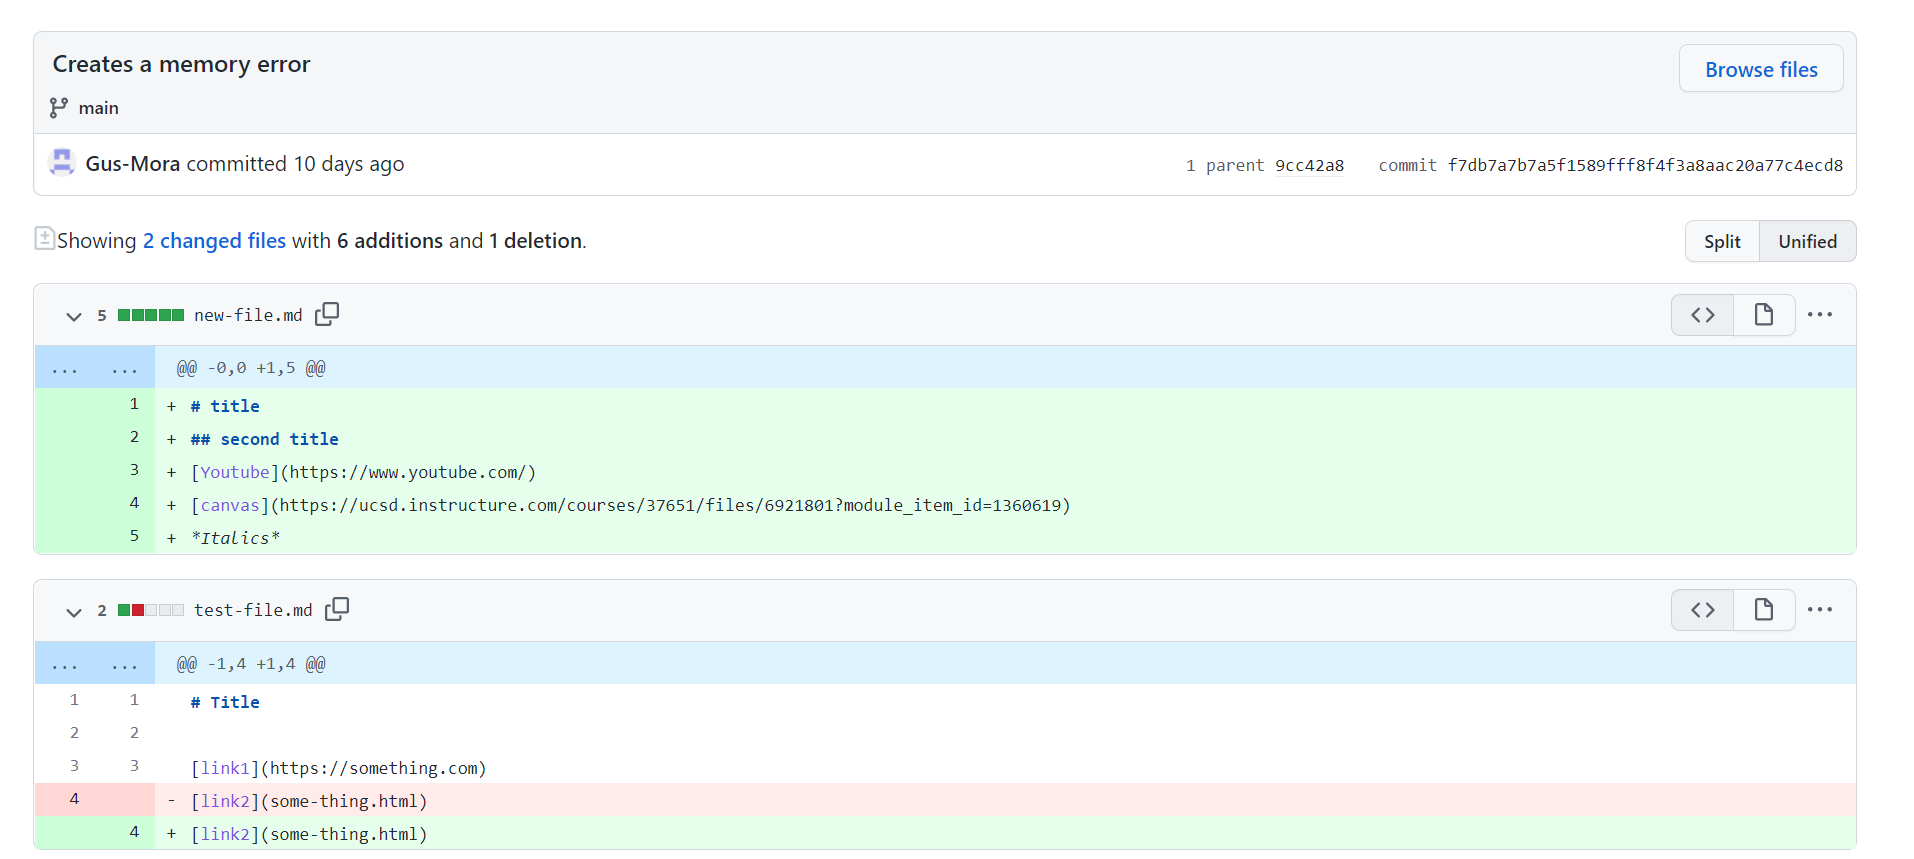 Creates a memory error
Browse files
main
Gus-Mora committed 10 days ago
1 parent 9cc42a8 commit f7db7a7b7a5f1589fff8f4f3a8aac20a77c4ecd8
Showing 2 changed files with 6 additions and 1 deletion.
Split Unified
5 new-file.md
... ... @@ -0,0 +1,5 @@
1 + # title
2 + ## second title
3 + [Youtube](https://www.youtube.com/)
4 + [canvas](https://ucsd.instructure.com/courses/37651/files/6921801?module_item_id=1360619)
5 + *Italics*
2 test-file.md
... ... @@ -1,4 +1,4 @@
1 1 # Title
2 2
3 3 [link1](https://something.com)
4 - [link2](some-thing.html)
4 + [link2](some-thing.html)